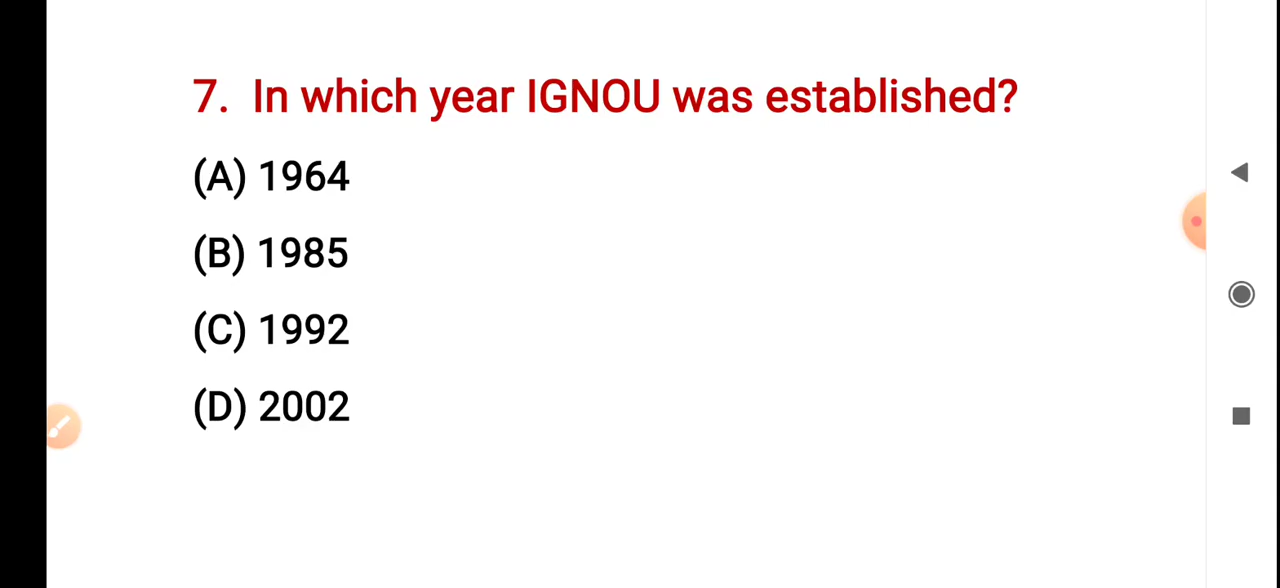 7. In which year IGNOU was established?
(A) 1964
(B) 1985
(C) 1992
(D) 2002